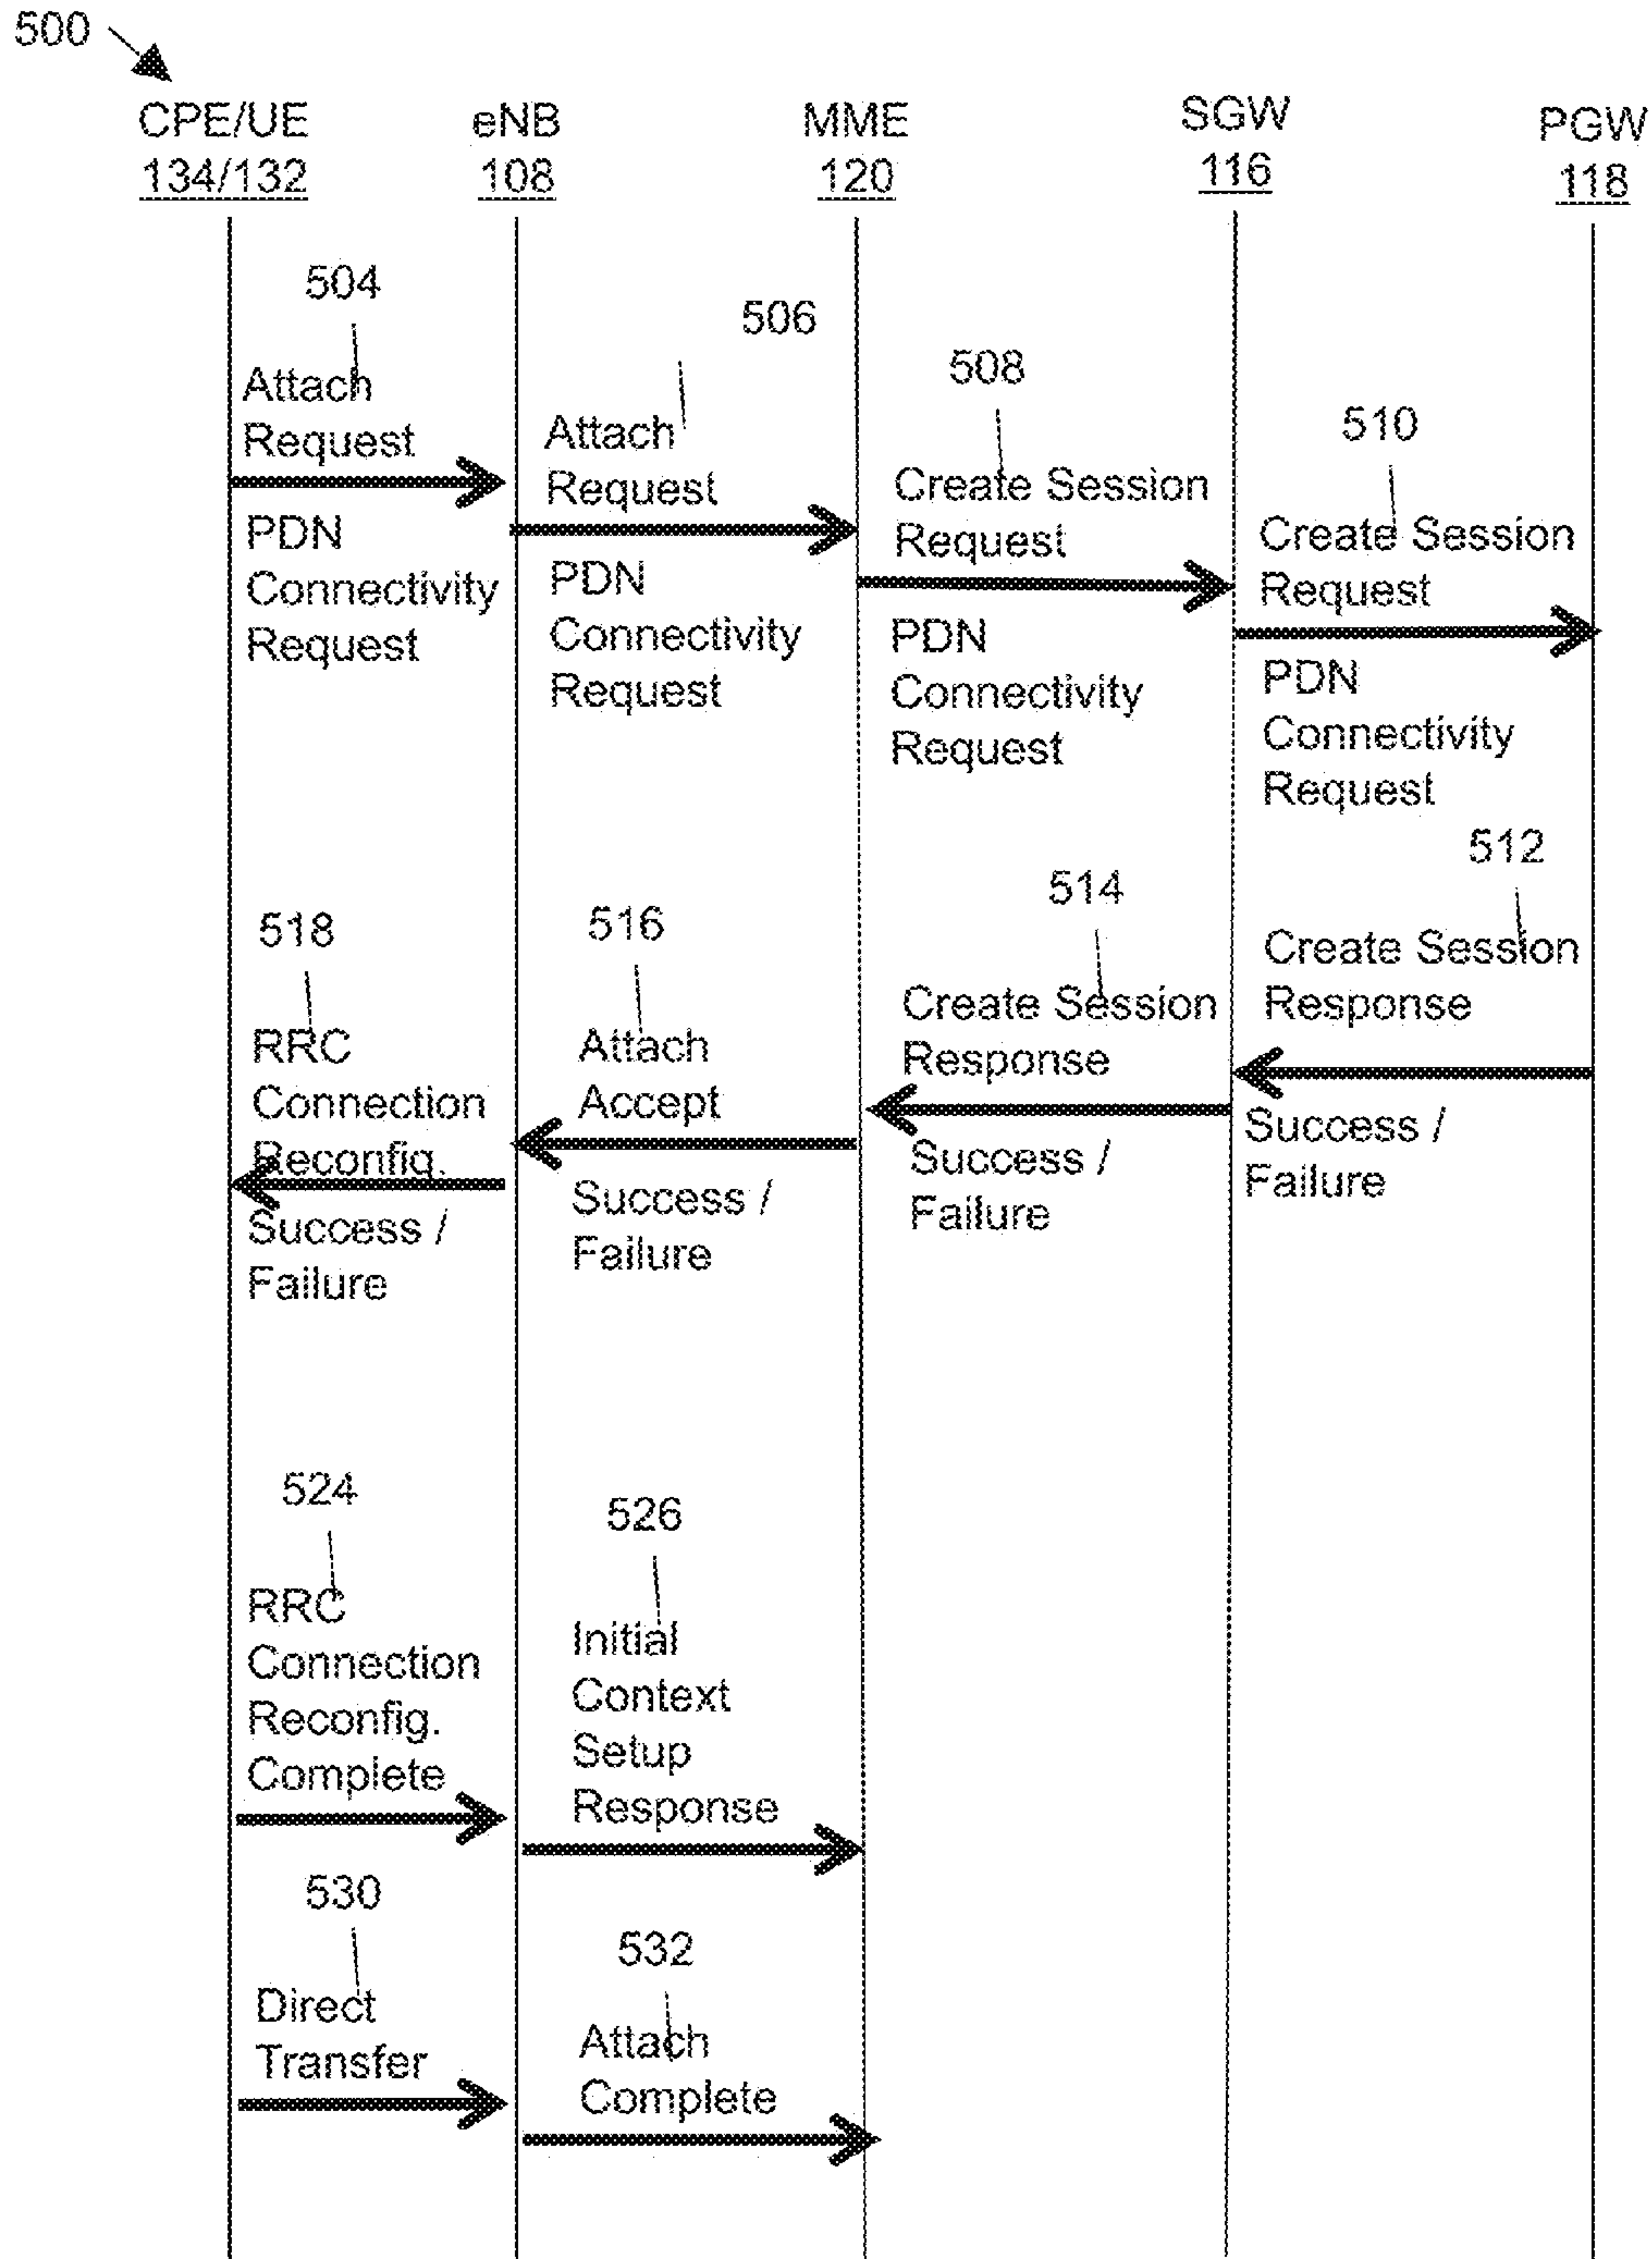 500
CPE/UE
134/132
eNB
108
MME
120
SGW
116
PGW
118
504
Attach
Request
PDN
Connectivity
Request
506
Attach
Request
PDN
Connectivity
Request
508
Create Session
Request
PDN
Connectivity
Request
510
Create Session
Request
PDN
Connectivity
Request
512
Create Session
Response
Success /
Failure
514
Create Session
Response
Success /
Failure
516
Attach
Accept
Success /
Failure
518
RRC
Connection
Reconfig.
Success /
Failure
524
RRC
Connection
Reconfig.
Complete
526
Initial
Context
Setup
Response
530
Direct
Transfer
532
Attach
Complete